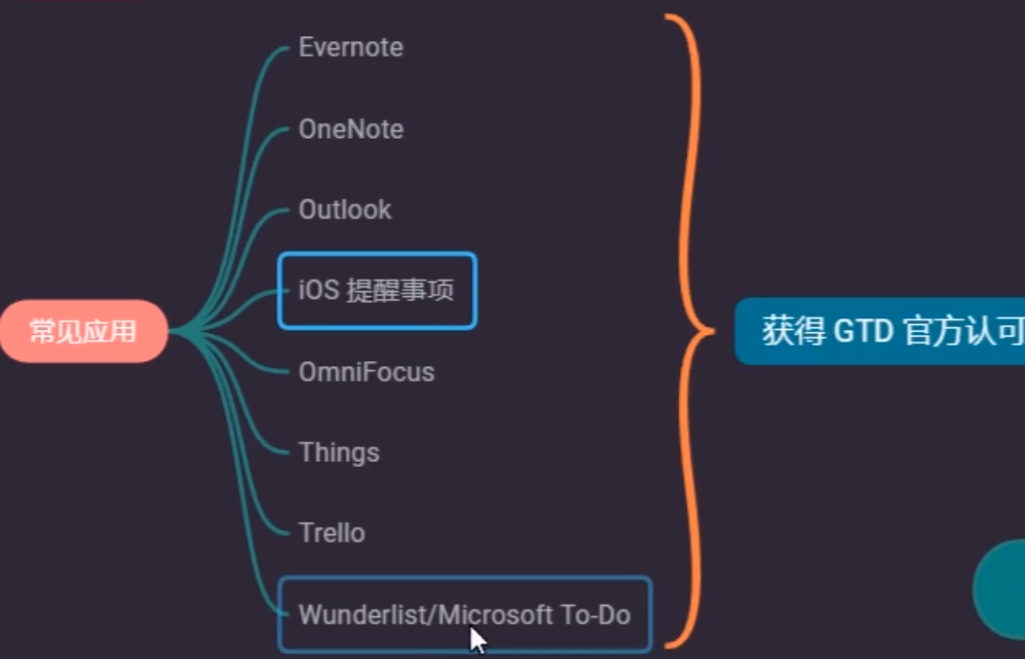 Evernote
OneNote
Outlook
iOS 提醒事项
常见应用
获得 GTD 官方认可
OmniFocus
Things
Trello
Wunderlist/Microsoft To-Do